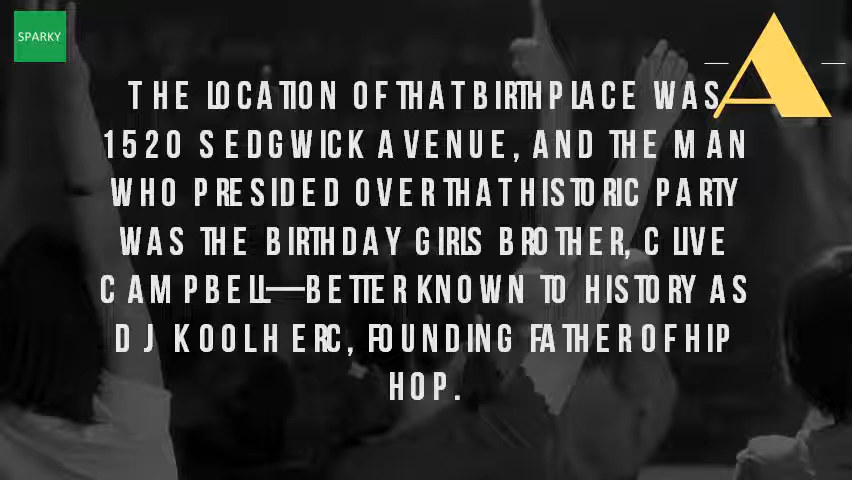 SPARKY
A
THE LOCATION OF THAT BIRTHPLACE WAS
1520 SEDGWICK AVENUE, AND THE MAN
WHO PRESIDED OVER THAT HISTORIC PARTY
WAS THE BIRTHDAY GIRLS BROTHER, CLIVE
CAMPBELL—BETTER KNOWN TO HISTORY AS
DJ KOOL HERC, FOUNDING FATHER OF HIP
HOP.